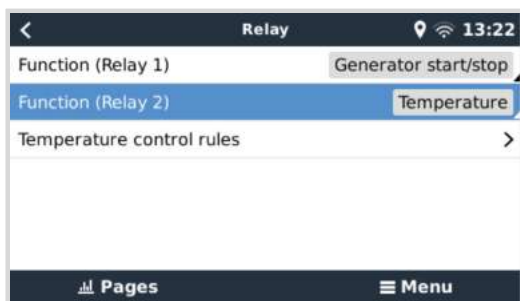 Relay 13:22
Function (Relay 1) Generator start/stop
Function (Relay 2) Temperature
Temperature control rules
Pages Menu